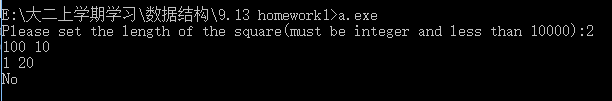 E:\大二上学期学习\数据结构\9.13 homework1>a.exe
Please set the length of the square(must be integer and less than 10000):2
100 10
1 20
No